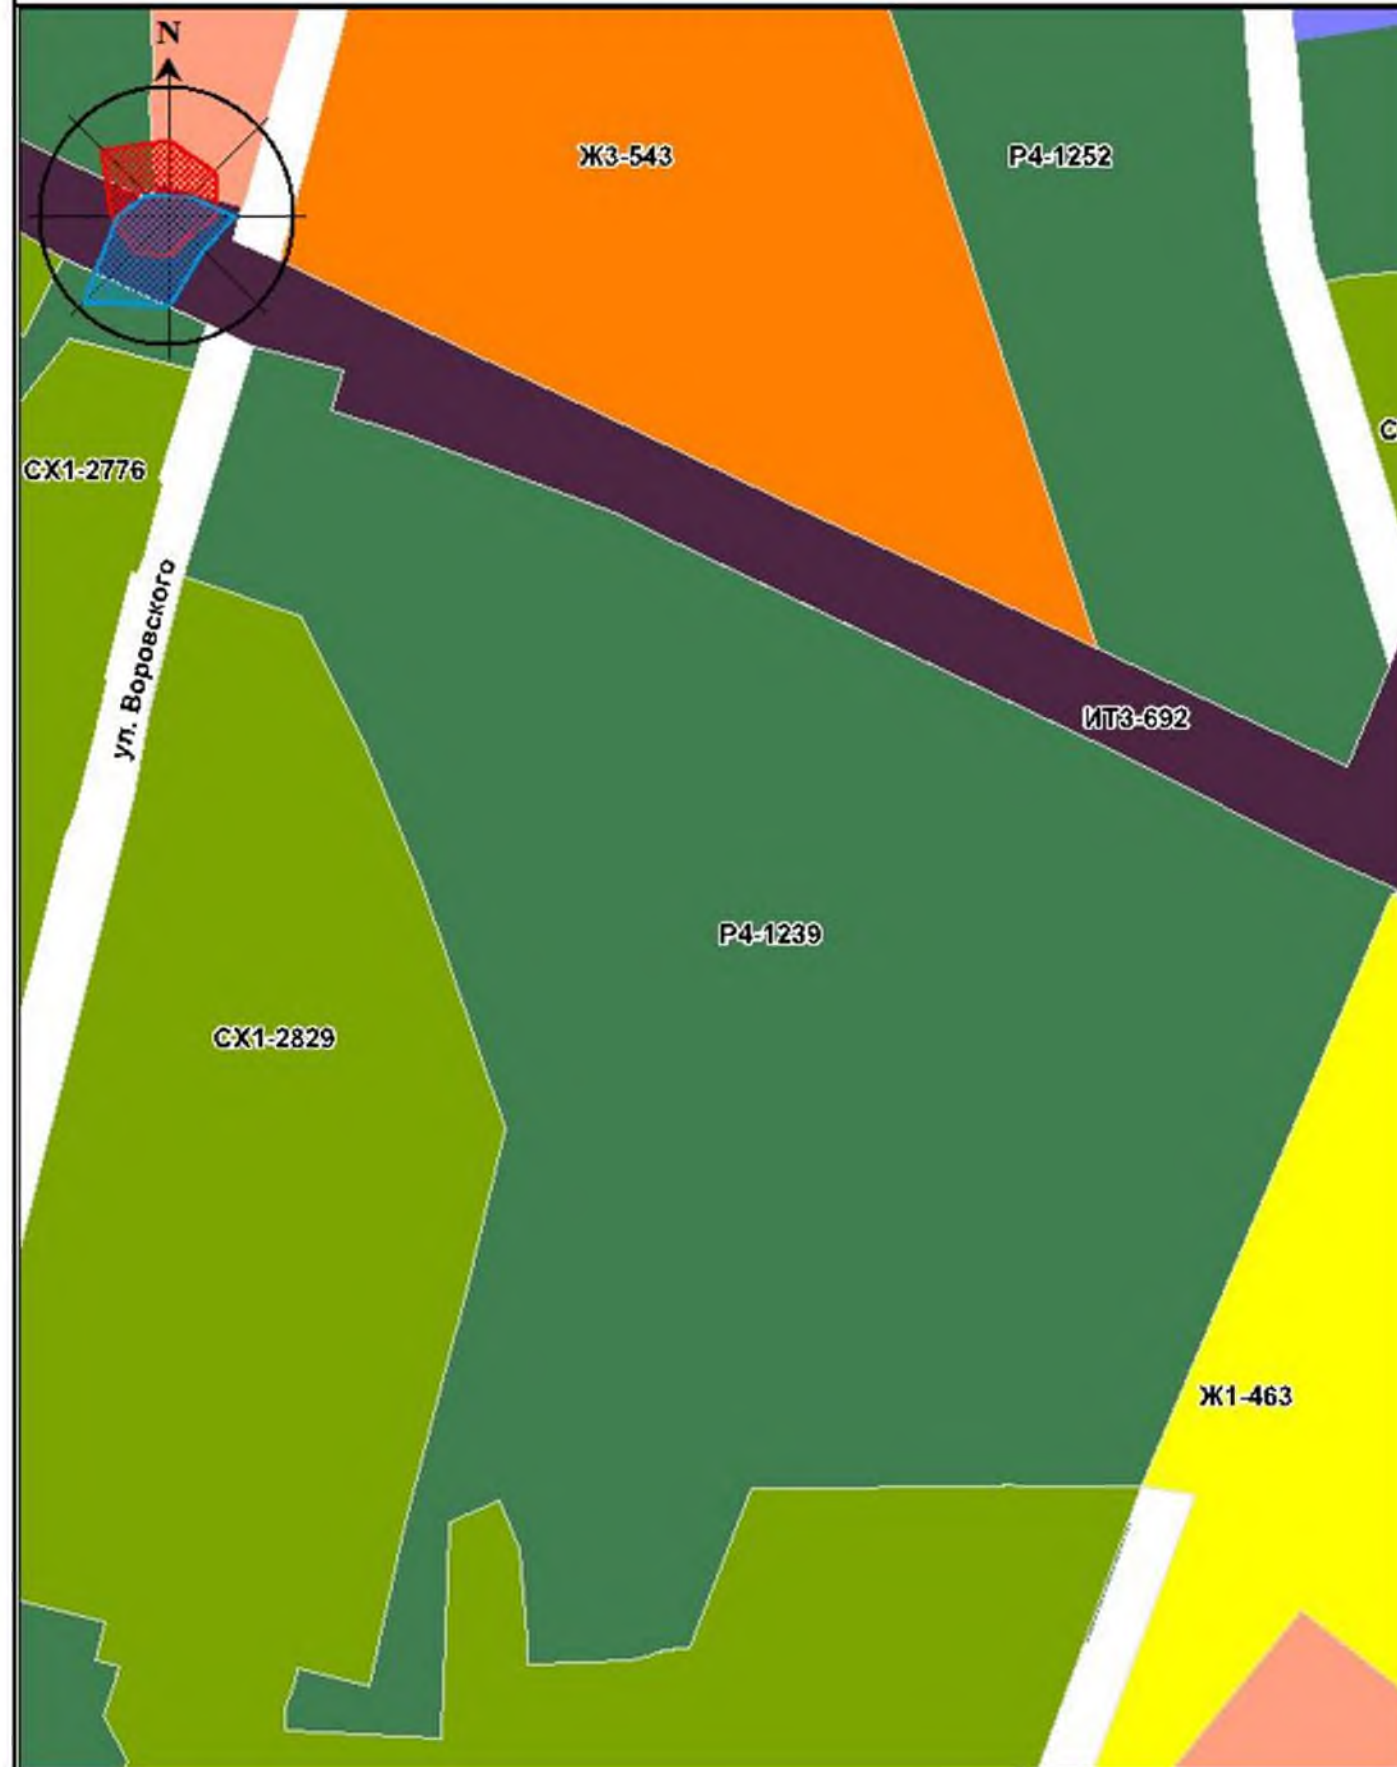 N
Ж3-543
Р4-1252
СХ1-2776
ул. Воровского
ИТ3-692
Р4-1239
СХ1-2829
Ж1-463